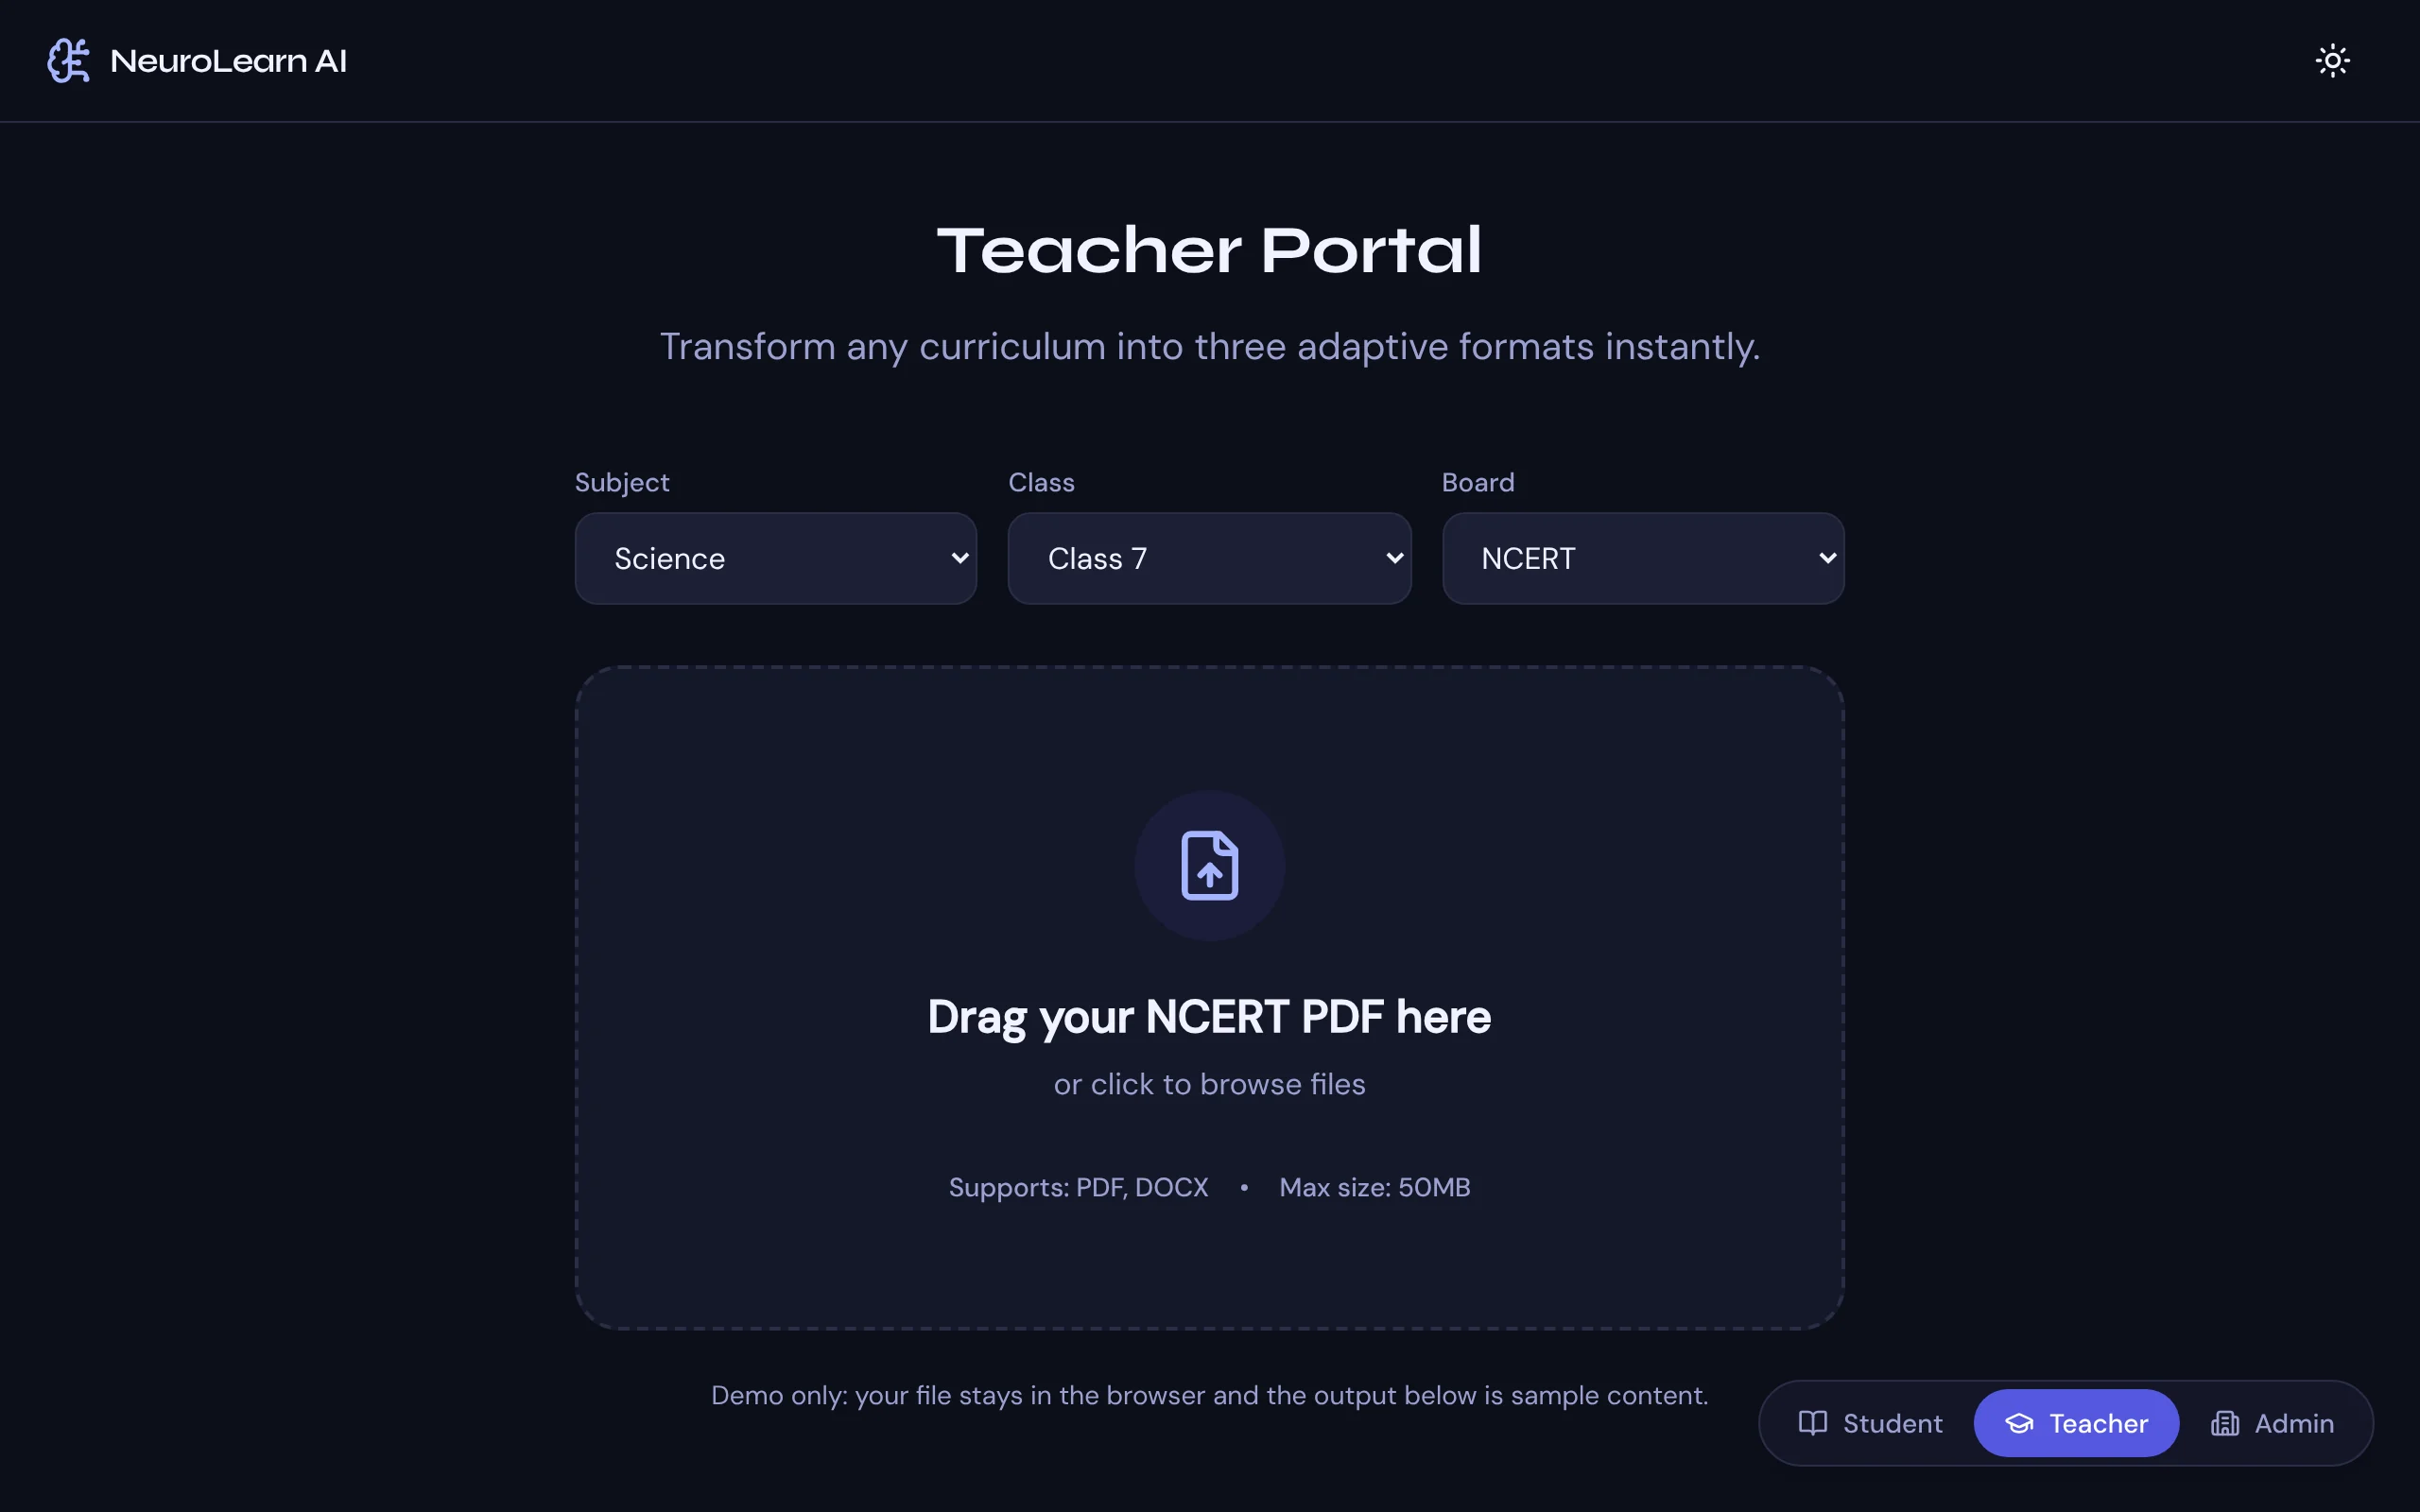 NeuroLearn AI
Teacher Portal
Transform any curriculum into three adaptive formats instantly.
Subject
Class
Board
Science
Class 7
NCERT
Drag your NCERT PDF here
or click to browse files
Supports: PDF, DOCX • Max size: 50MB
Demo only: your file stays in the browser and the output below is sample content.
Student
Teacher
Admin